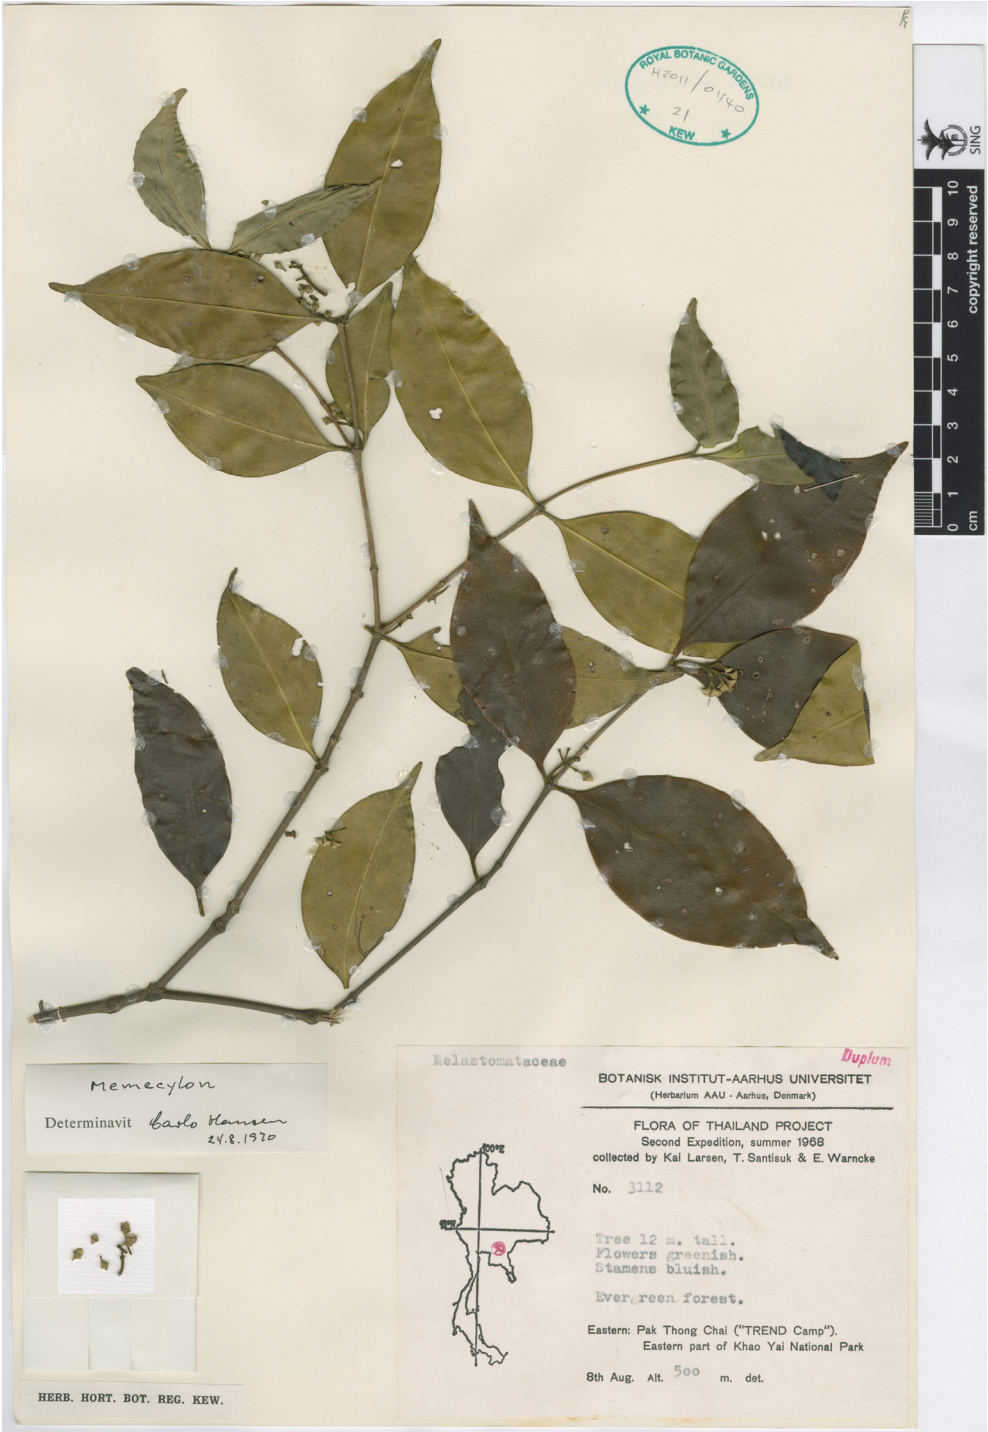 ROYAL BOTANIC GARDENS
H2011/01140
21
KEW
SING
copyright reserved
10
9
8
7
6
5
4
3
2
1
0
cm
Memecylon
Determinavit Carlo Hansen
24.8.1970
HERB. HORT. BOT. REG. KEW.
Melastomataceae
Duplum
BOTANISK INSTITUT-AARHUS UNIVERSITET
(Herbarium AAU - Aarhus, Denmark)
FLORA OF THAILAND PROJECT
Second Expedition, summer 1968
collected by Kai Larsen, T. Santisuk & E. Warncke
No. 3112
100°E
Tree 12 m. tall.
Flowers greenish.
Stamens bluish.
Evergreen forest.
Eastern: Pak Thong Chai ("TREND Camp").
Eastern part of Khao Yai National Park
8th Aug. Alt. 500 m. det.